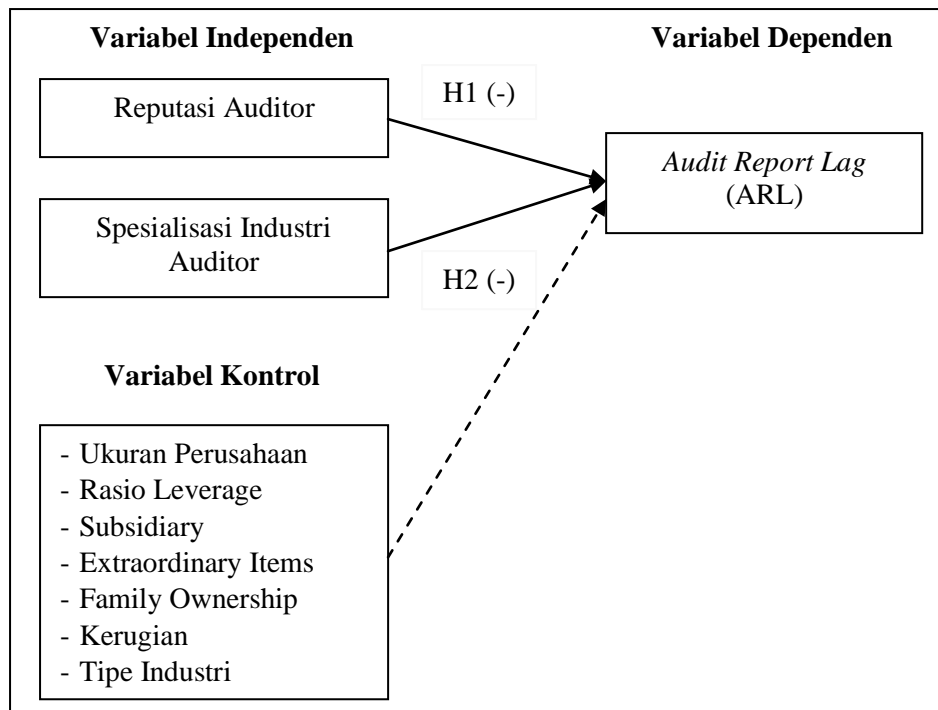 Variabel Independen
Variabel Dependen
Reputasi Auditor
H1 (-)
Audit Report Lag
(ARL)
Spesialisasi Industri
Auditor
H2 (-)
Variabel Kontrol
- Ukuran Perusahaan
- Rasio Leverage
- Subsidiary
- Extraordinary Items
- Family Ownership
- Kerugian
- Tipe Industri